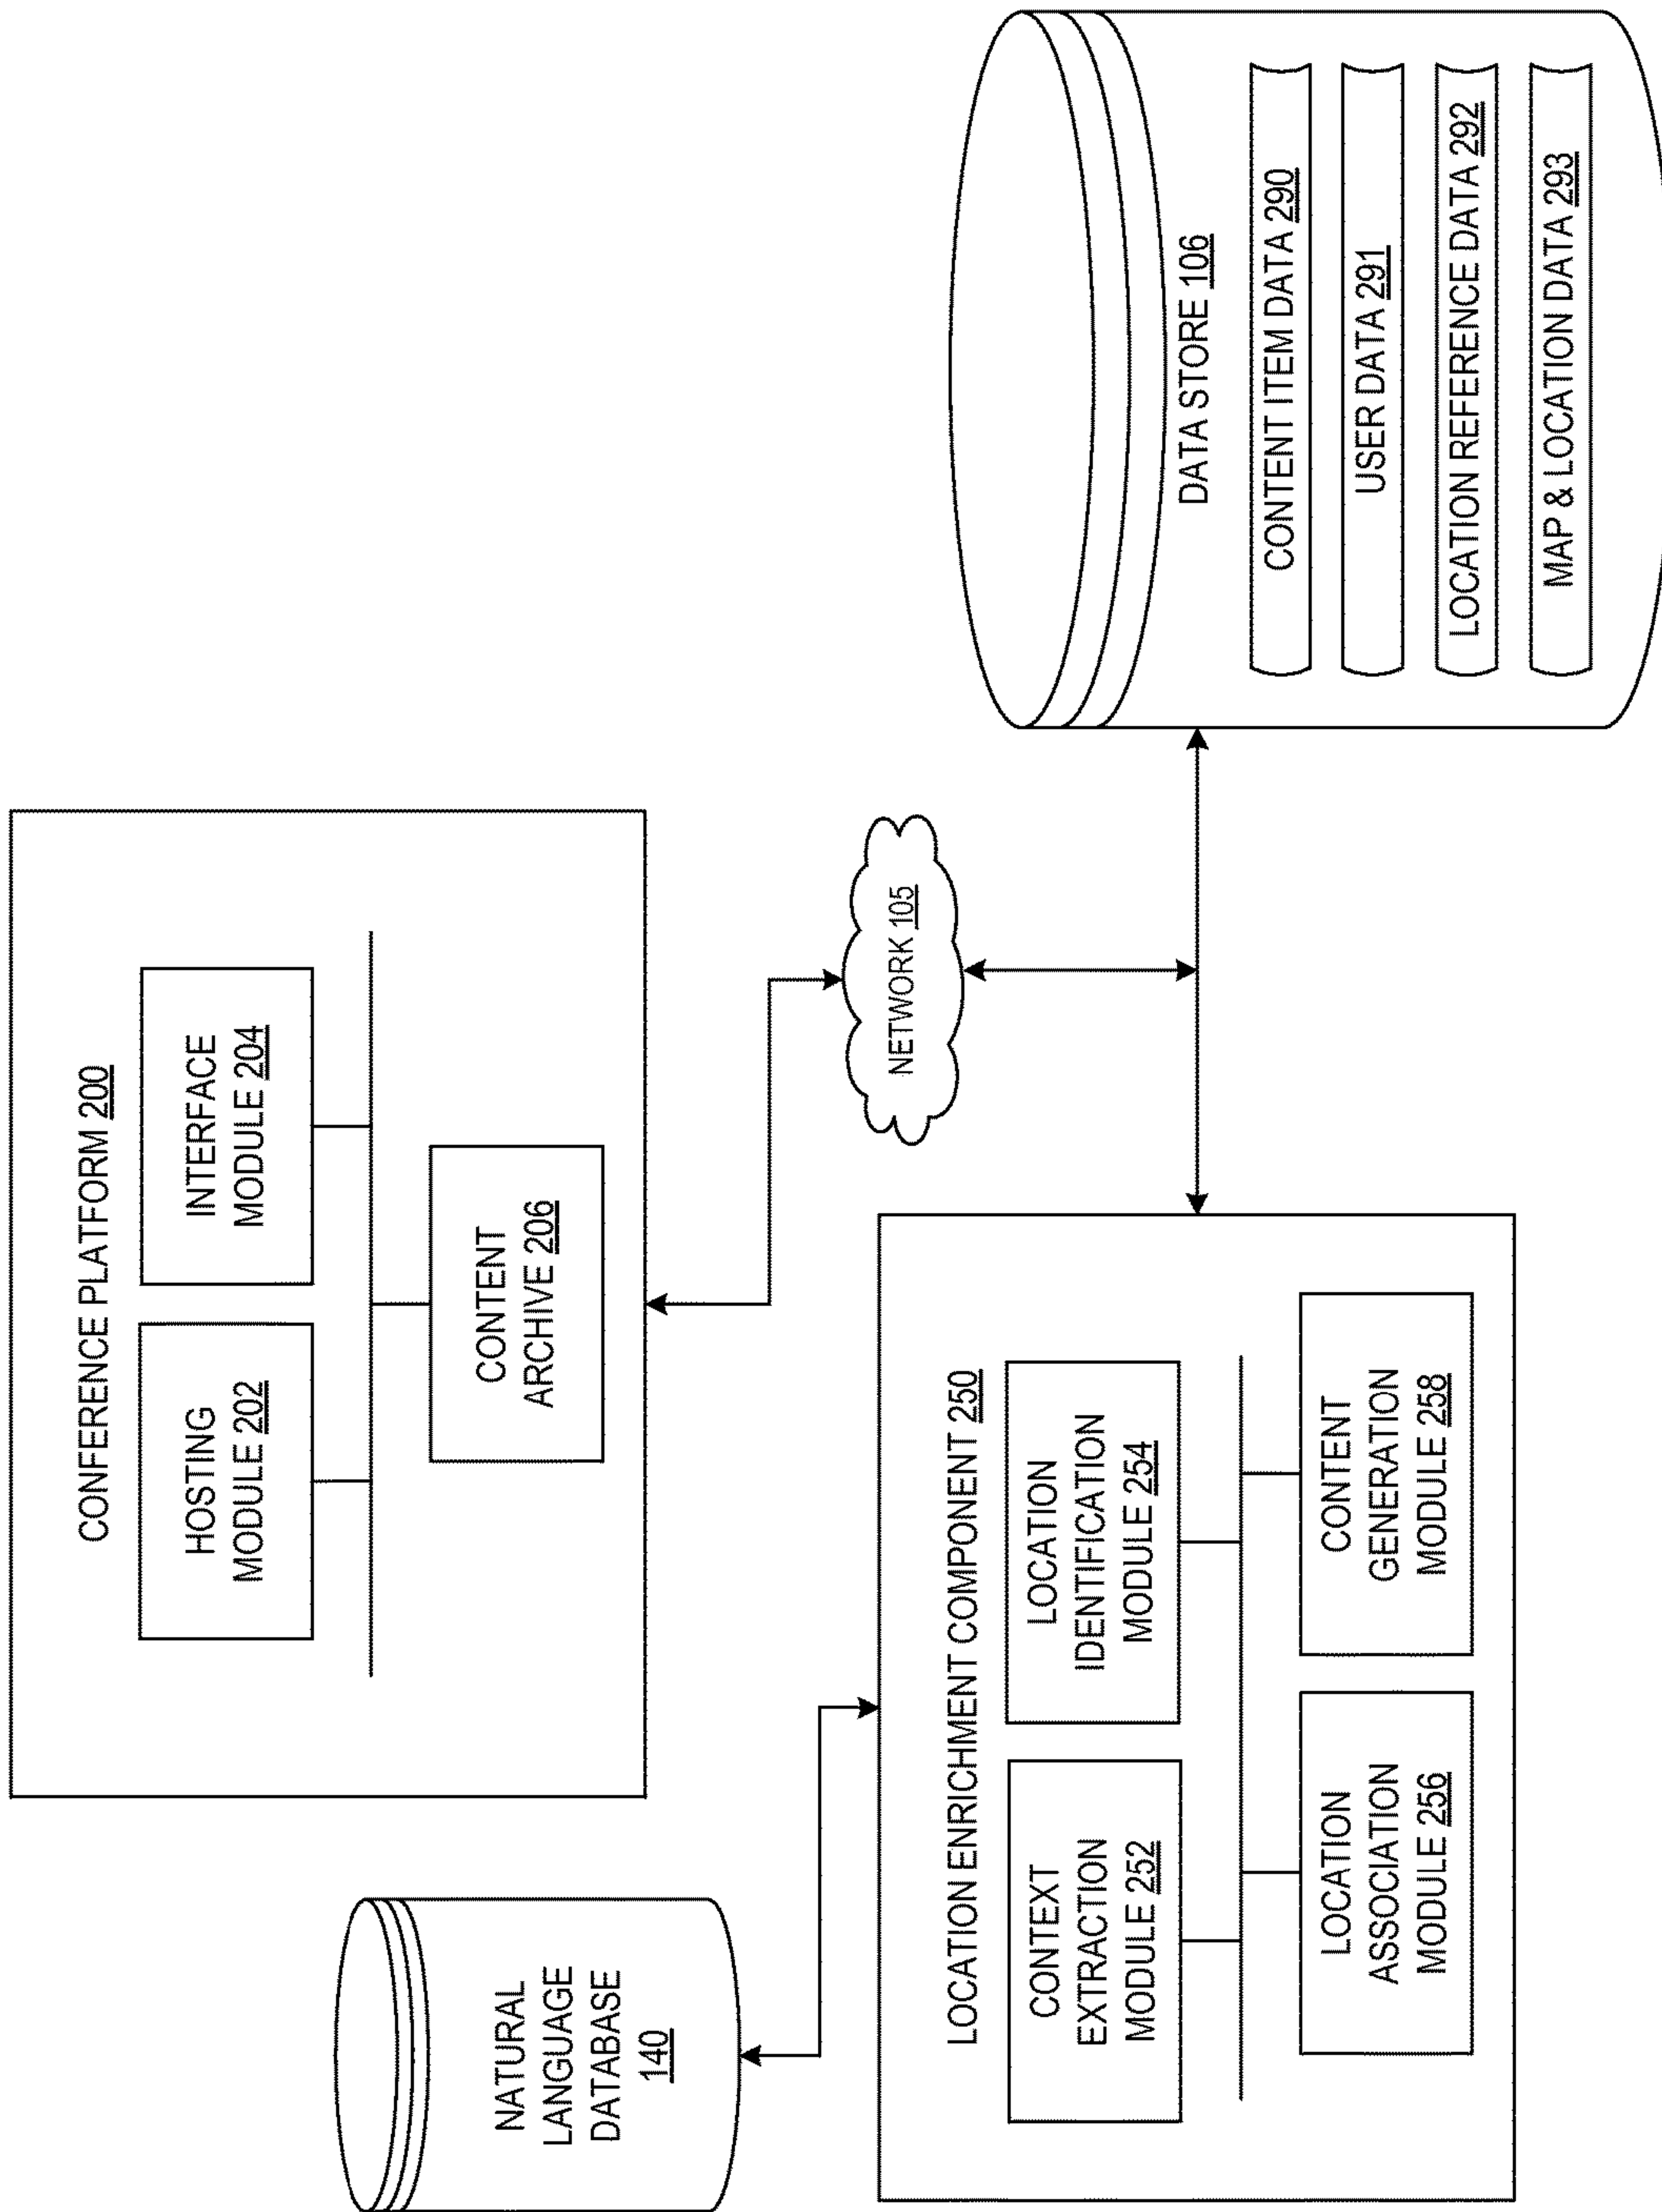 CONFERENCE PLATFORM 200
HOSTING
MODULE 202
INTERFACE
MODULE 204
CONTENT
ARCHIVE 206
NATURAL
LANGUAGE
DATABASE
140
NETWORK 105
LOCATION ENRICHMENT COMPONENT 250
CONTEXT
EXTRACTION
MODULE 252
LOCATION
IDENTIFICATION
MODULE 254
LOCATION
ASSOCIATION
MODULE 256
CONTENT
GENERATION
MODULE 258
DATA STORE 106
CONTENT ITEM DATA 290
USER DATA 291
LOCATION REFERENCE DATA 292
MAP & LOCATION DATA 293